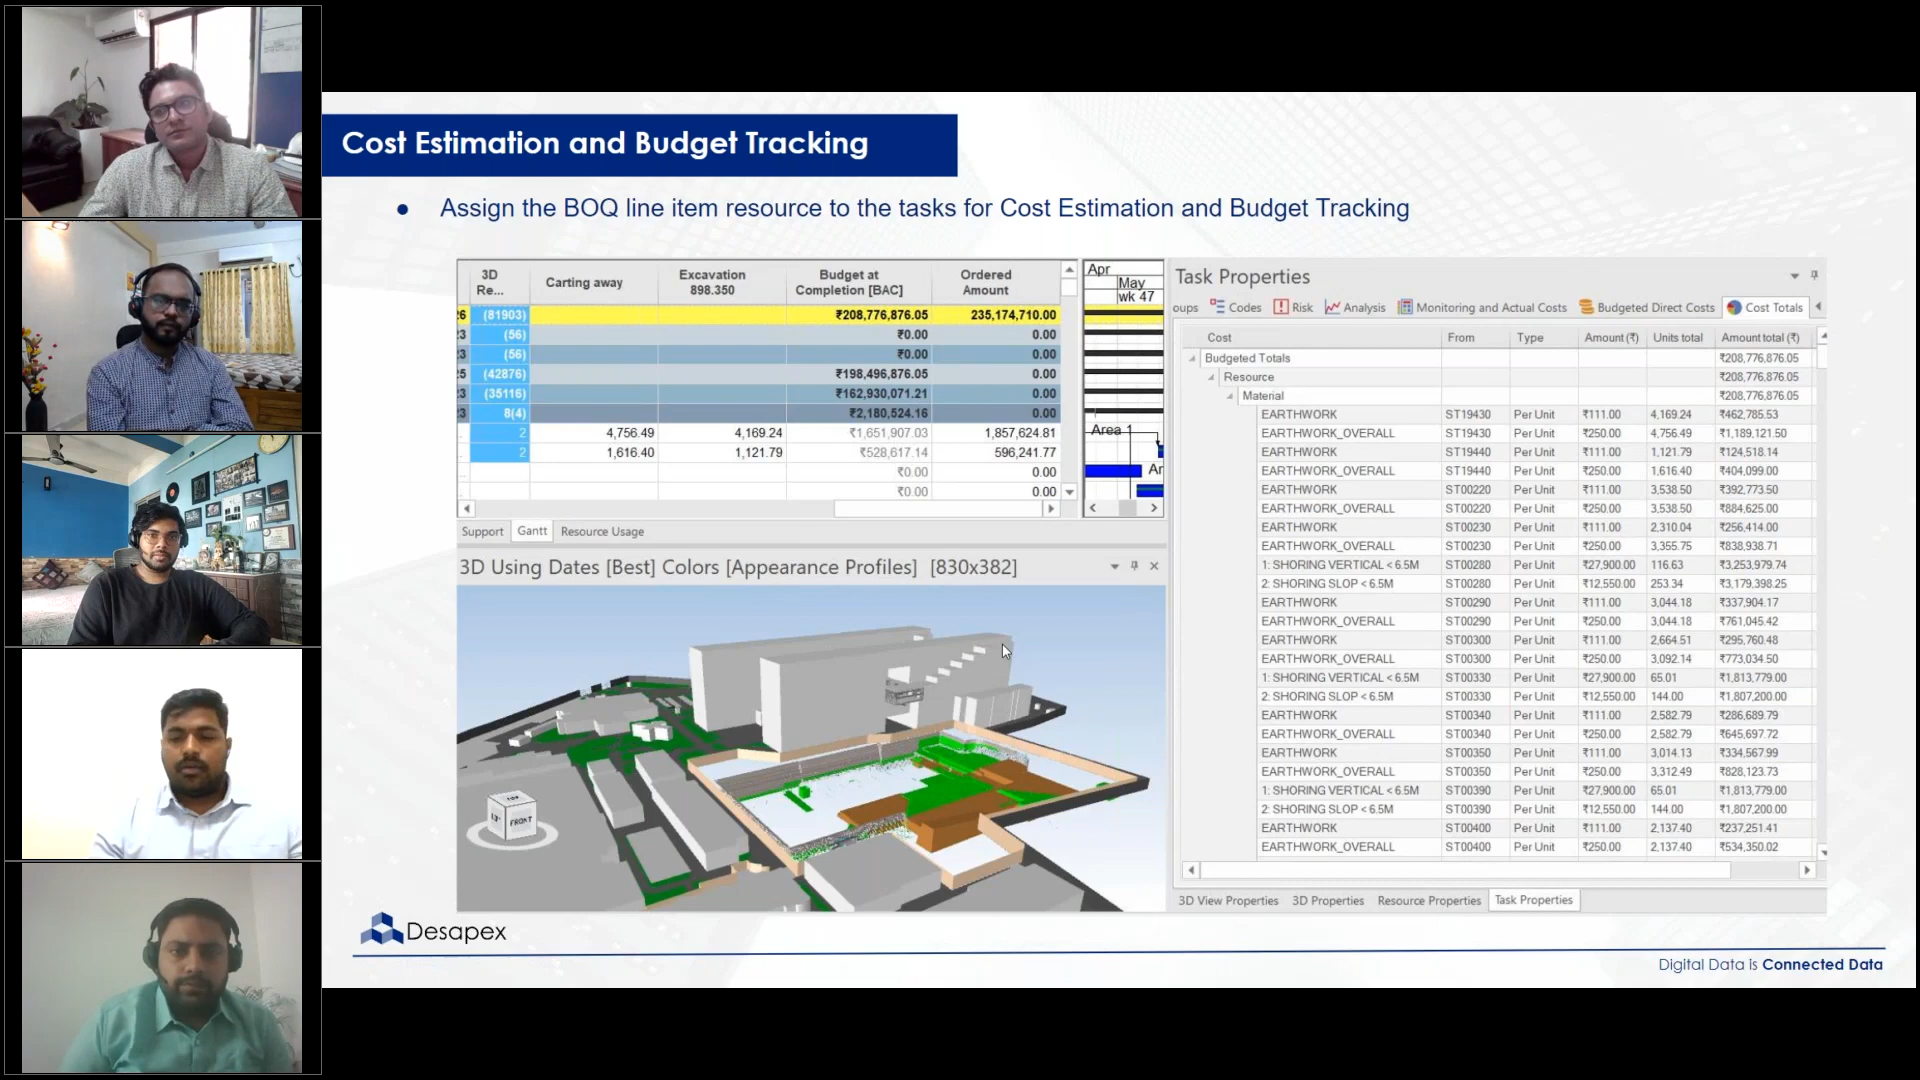 Cost Estimation and Budget Tracking
● Assign the BOQ line item resource to the tasks for Cost Estimation and Budget Tracking
3D Re... Carting away Excavation 898.350 Budget at Completion [BAC] Ordered Amount
6 (81903) ₹208,776,876.05 235,174,710.00
3 (56) ₹0.00 0.00
3 (56) ₹0.00 0.00
5 (42876) ₹198,496,876.05 0.00
3 (35116) ₹162,930,071.21 0.00
3 8(4) ₹2,180,524.16 0.00
2 4,756.49 4,169.24 ₹1,651,907.03 1,857,624.81
2 1,616.40 1,121.79 ₹528,617.14 596,241.77
₹0.00 0.00
₹0.00 0.00
Apr
May
wk 47
Area 1
Ar
Support Gantt Resource Usage
3D Using Dates [Best] Colors [Appearance Profiles] [830x382]
TOP
FRONT
Task Properties
oups Codes Risk Analysis Monitoring and Actual Costs Budgeted Direct Costs Cost Totals
Cost From Type Amount (₹) Units total Amount total (₹)
Budgeted Totals ₹208,776,876.05
Resource ₹208,776,876.05
Material ₹208,776,876.05
EARTHWORK ST19430 Per Unit ₹111.00 4,169.24 ₹462,785.53
EARTHWORK_OVERALL ST19430 Per Unit ₹250.00 4,756.49 ₹1,189,121.50
EARTHWORK ST19440 Per Unit ₹111.00 1,121.79 ₹124,518.14
EARTHWORK_OVERALL ST19440 Per Unit ₹250.00 1,616.40 ₹404,099.00
EARTHWORK ST00220 Per Unit ₹111.00 3,538.50 ₹392,773.50
EARTHWORK_OVERALL ST00220 Per Unit ₹250.00 3,538.50 ₹884,625.00
EARTHWORK ST00230 Per Unit ₹111.00 2,310.04 ₹256,414.00
EARTHWORK_OVERALL ST00230 Per Unit ₹250.00 3,355.75 ₹838,938.71
1: SHORING VERTICAL < 6.5M ST00280 Per Unit ₹27,900.00 116.63 ₹3,253,979.74
2: SHORING SLOP < 6.5M ST00280 Per Unit ₹12,550.00 253.34 ₹3,179,398.25
EARTHWORK ST00290 Per Unit ₹111.00 3,044.18 ₹337,904.17
EARTHWORK_OVERALL ST00290 Per Unit ₹250.00 3,044.18 ₹761,045.42
EARTHWORK ST00300 Per Unit ₹111.00 2,664.51 ₹295,760.48
EARTHWORK_OVERALL ST00300 Per Unit ₹250.00 3,092.14 ₹773,034.50
1: SHORING VERTICAL < 6.5M ST00330 Per Unit ₹27,900.00 65.01 ₹1,813,779.00
2: SHORING SLOP < 6.5M ST00330 Per Unit ₹12,550.00 144.00 ₹1,807,200.00
EARTHWORK ST00340 Per Unit ₹111.00 2,582.79 ₹286,689.79
EARTHWORK_OVERALL ST00340 Per Unit ₹250.00 2,582.79 ₹645,697.72
EARTHWORK ST00350 Per Unit ₹111.00 3,014.13 ₹334,567.99
EARTHWORK_OVERALL ST00350 Per Unit ₹250.00 3,312.49 ₹828,123.73
1: SHORING VERTICAL < 6.5M ST00390 Per Unit ₹27,900.00 65.01 ₹1,813,779.00
2: SHORING SLOP < 6.5M ST00390 Per Unit ₹12,550.00 144.00 ₹1,807,200.00
EARTHWORK ST00400 Per Unit ₹111.00 2,137.40 ₹237,251.41
EARTHWORK_OVERALL ST00400 Per Unit ₹250.00 2,137.40 ₹534,350.02
3D View Properties 3D Properties Resource Properties Task Properties
Desapex
Digital Data is Connected Data